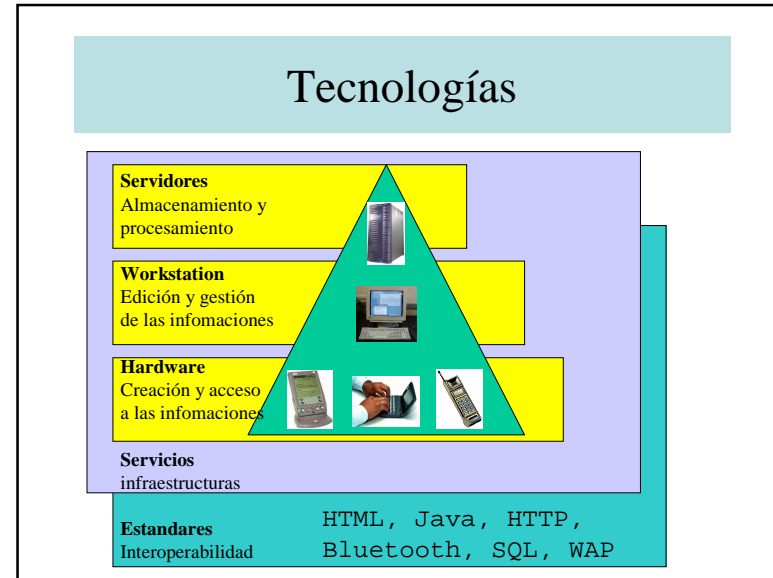 Tecnologías
Servidores
Almacenamiento y
procesamiento
Workstation
Edición y gestión
de las infomaciones
Hardware
Creación y acceso
a las infomaciones
Servicios
infraestructuras
Estandares
Interoperabilidad
HTML, Java, HTTP,
Bluetooth, SQL, WAP